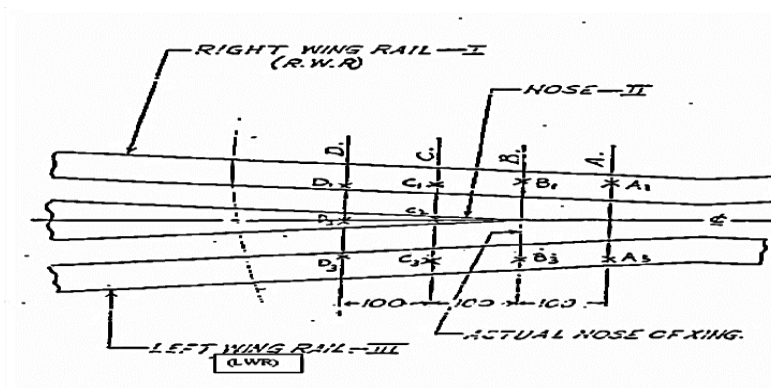 RIGHT WING RAIL—I
(R.W.R)
NOSE—II
D. C. B. A.
D₁ C₁ B₁ A₁
D₂ C₂ ℄
D₃ C₃ B₃ A₃
100 100 100
ACTUAL NOSE OF XING.
LEFT WING RAIL—III
(LWR)